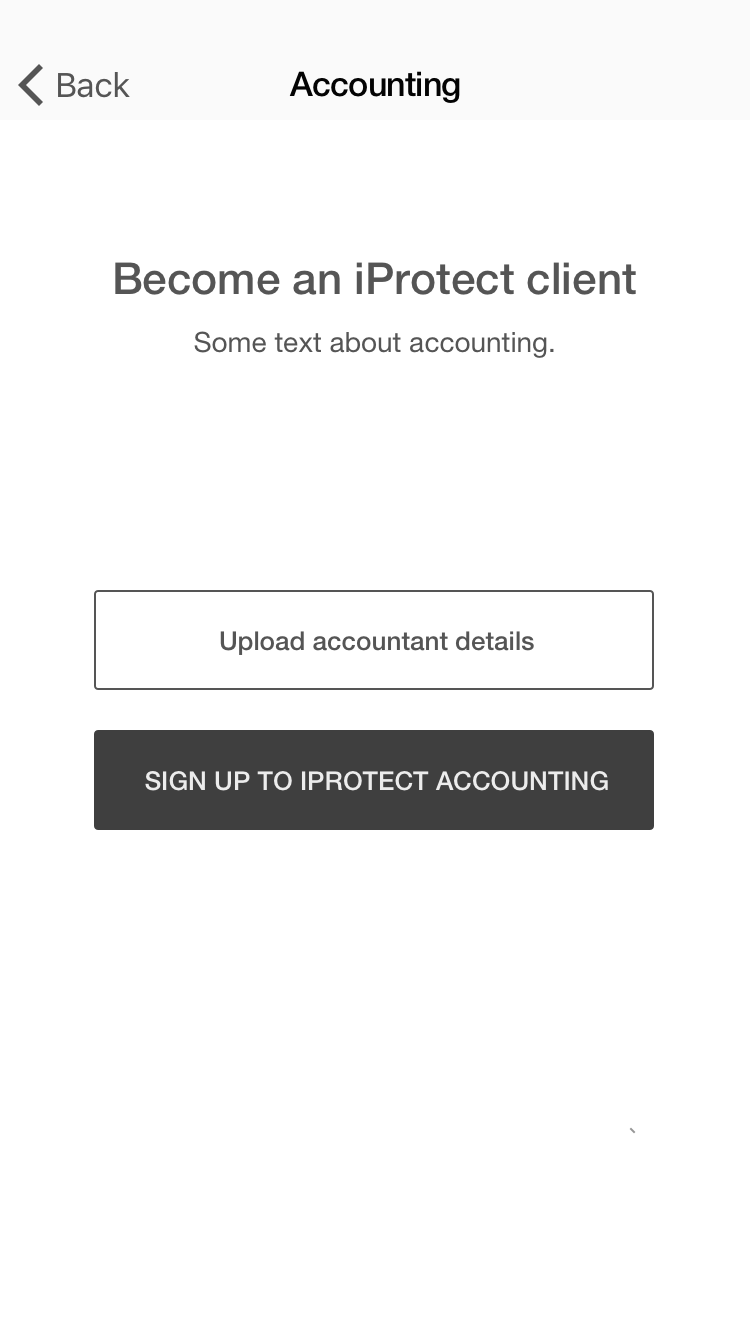 Back
Accounting
Become an iProtect client
Some text about accounting.
Upload accountant details
SIGN UP TO IPROTECT ACCOUNTING
`